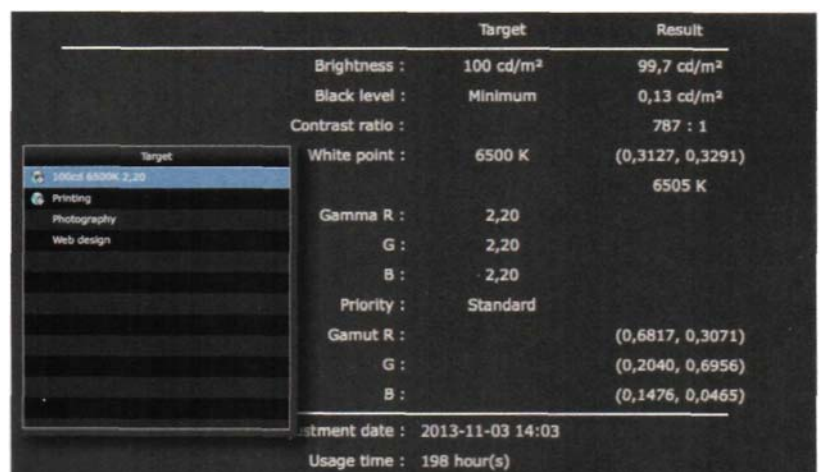 Target Result
Brightness : 100 cd/m² 99,7 cd/m²
Black level : Minimum 0,13 cd/m²
Contrast ratio : 787 : 1
White point : 6500 K (0,3127, 0,3291)
6505 K
Gamma R : 2,20
G : 2,20
B : 2,20
Priority : Standard
Gamut R : (0,6817, 0,3071)
G : (0,2040, 0,6956)
B : (0,1476, 0,0465)
stment date : 2013-11-03 14:03
Usage time : 198 hour(s)
Target
100cd 6500K 2,20
Printing
Photography
Web design